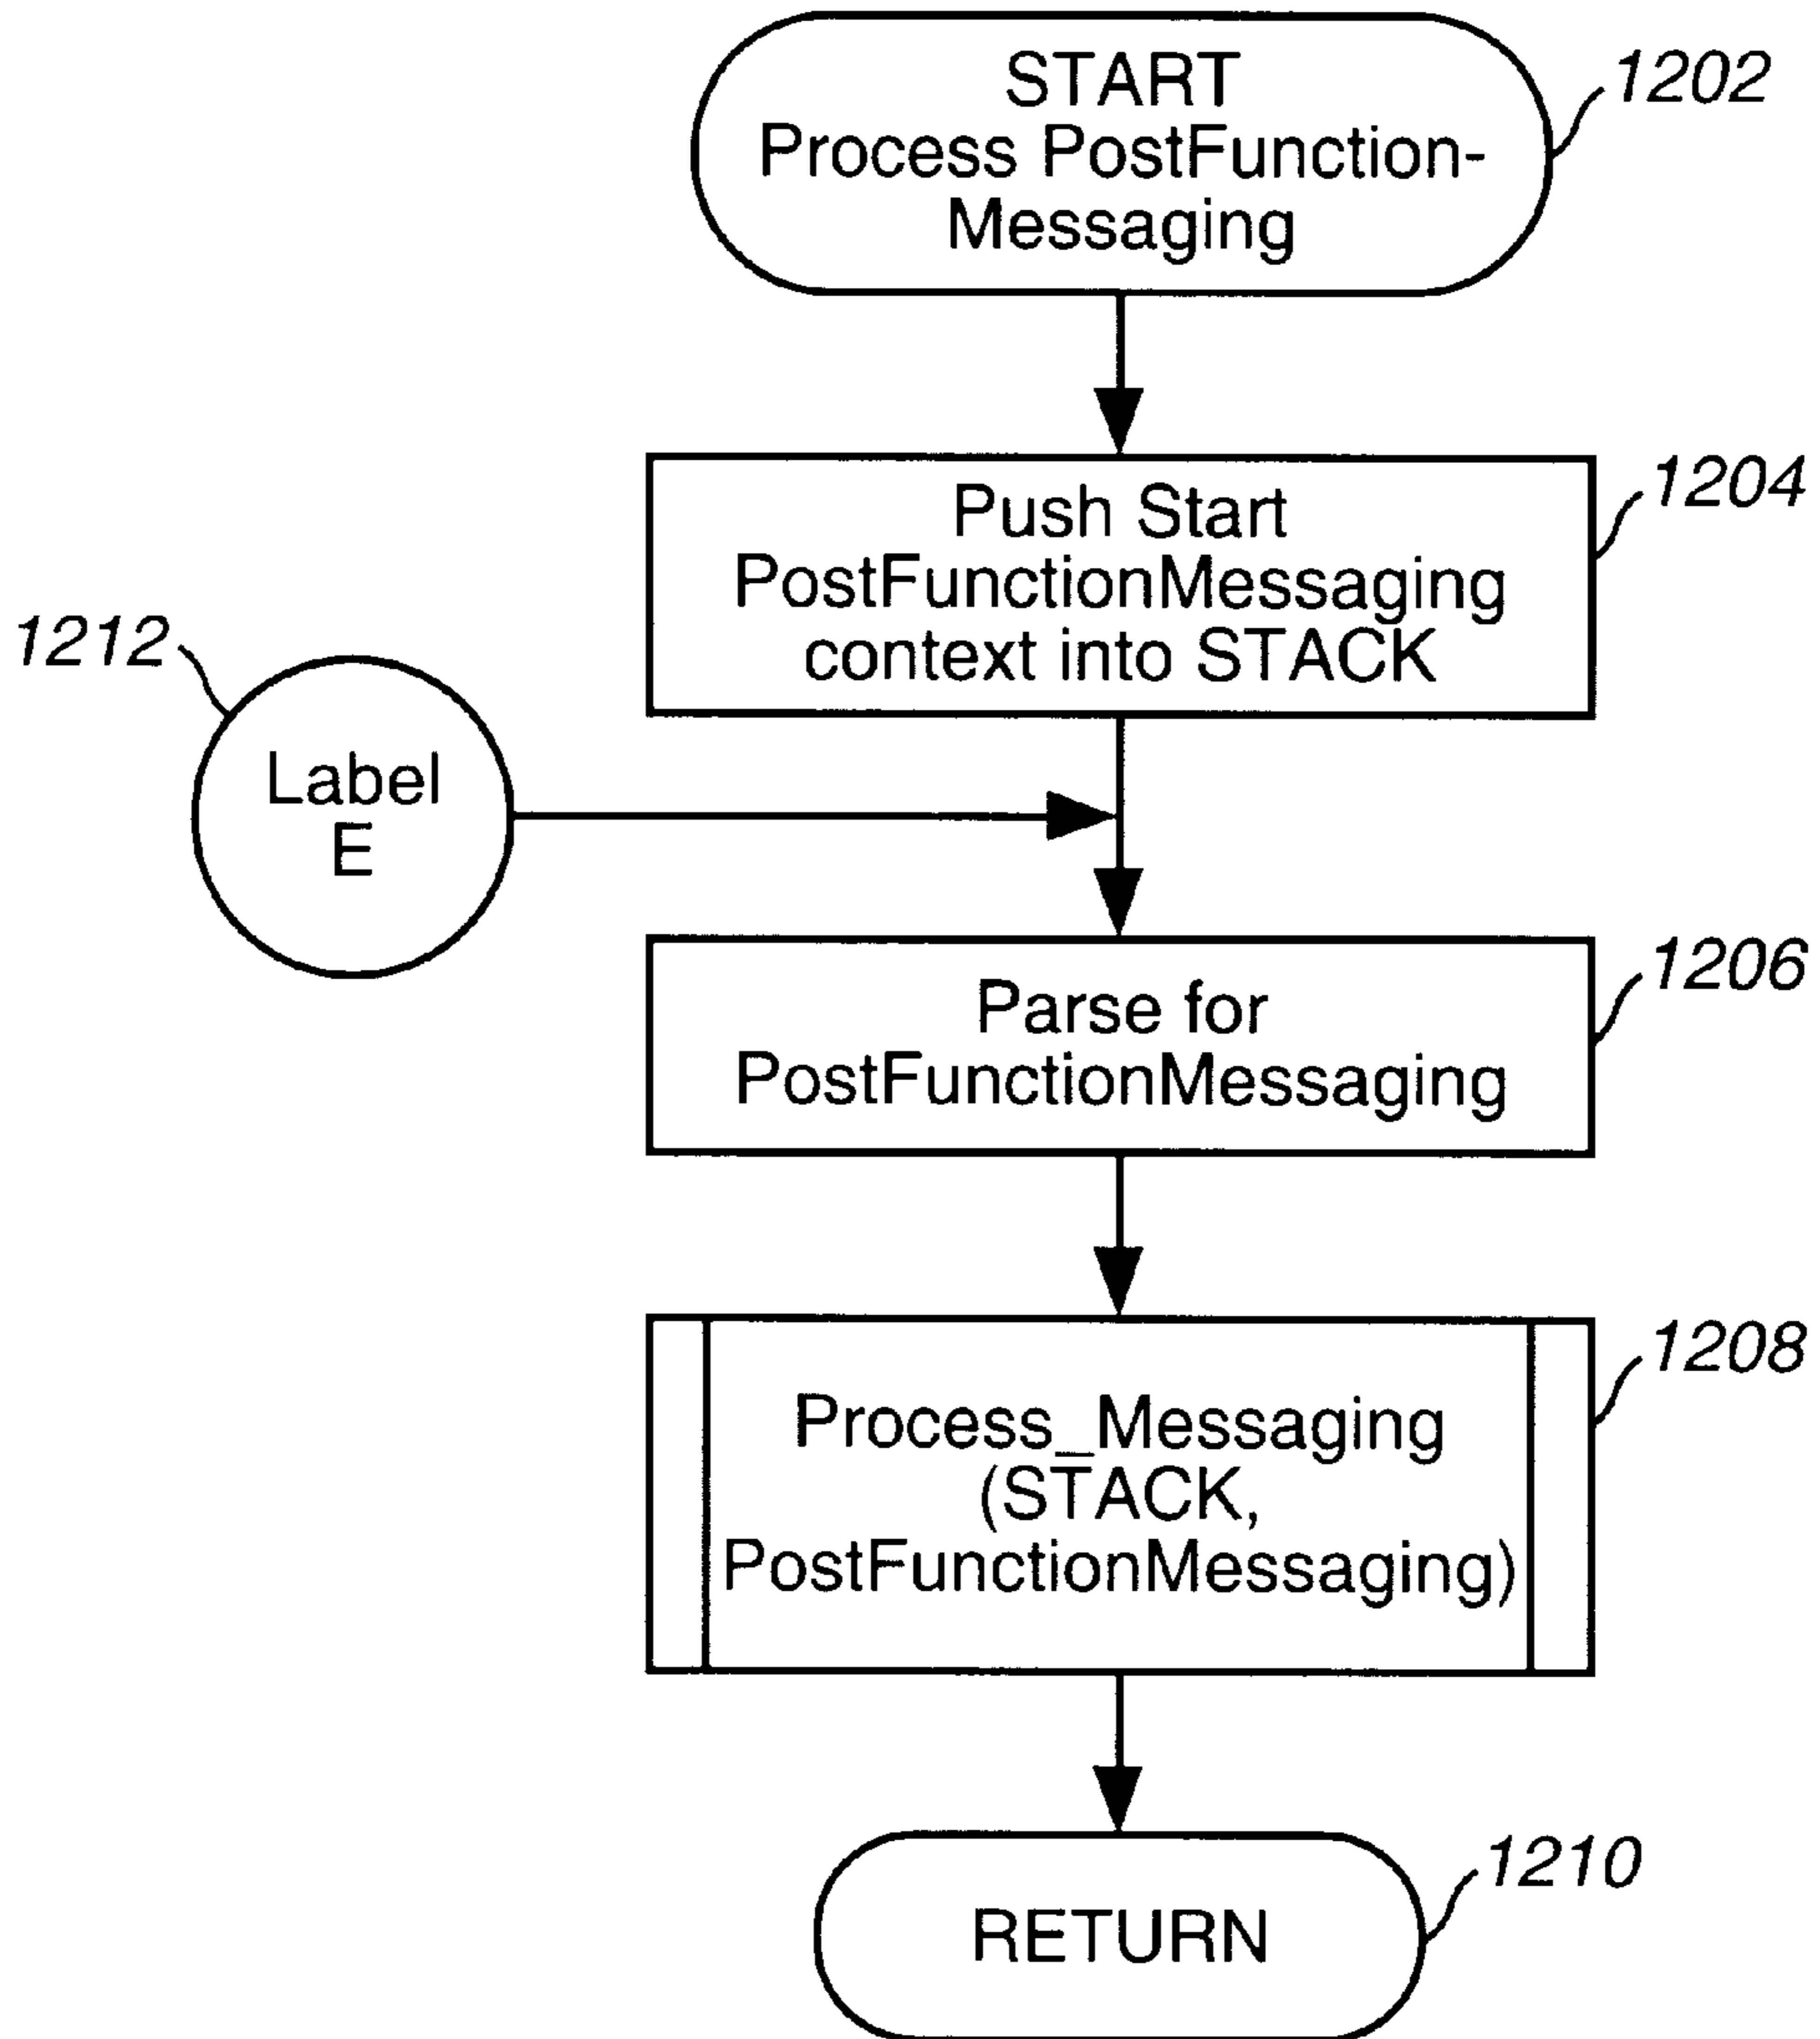 START
Process PostFunction-
Messaging
1202
Push Start
PostFunctionMessaging
context into STACK
1204
1212
Label
E
Parse for
PostFunctionMessaging
1206
Process_Messaging
(STACK,
PostFunctionMessaging)
1208
RETURN
1210